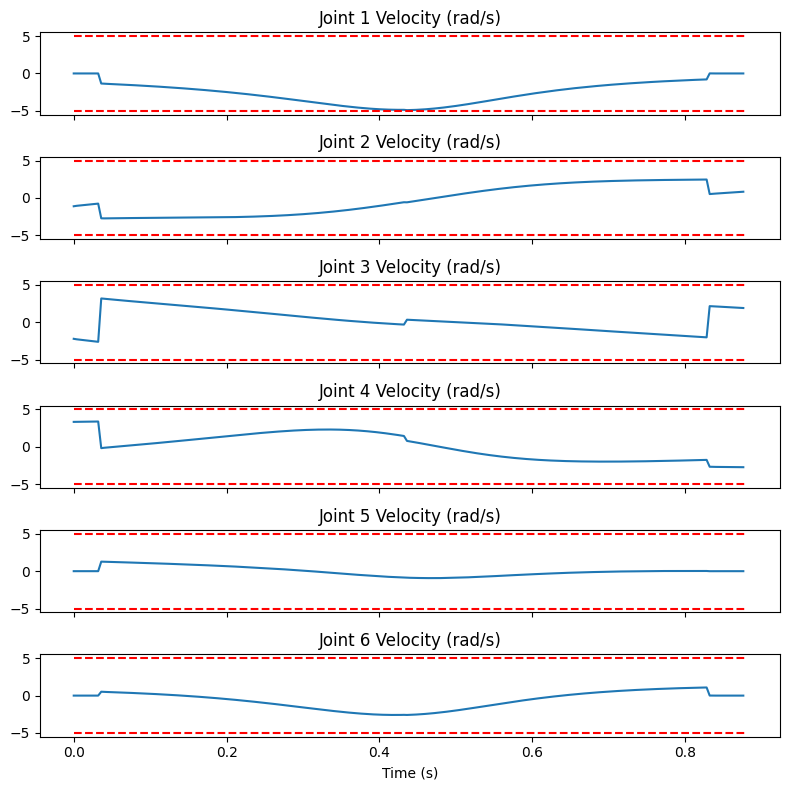 Joint 1 Velocity (rad/s)
5
0
−5
Joint 2 Velocity (rad/s)
5
0
−5
Joint 3 Velocity (rad/s)
5
0
−5
Joint 4 Velocity (rad/s)
5
0
−5
Joint 5 Velocity (rad/s)
5
0
−5
Joint 6 Velocity (rad/s)
5
0
−5
0.0 0.2 0.4 0.6 0.8
Time (s)